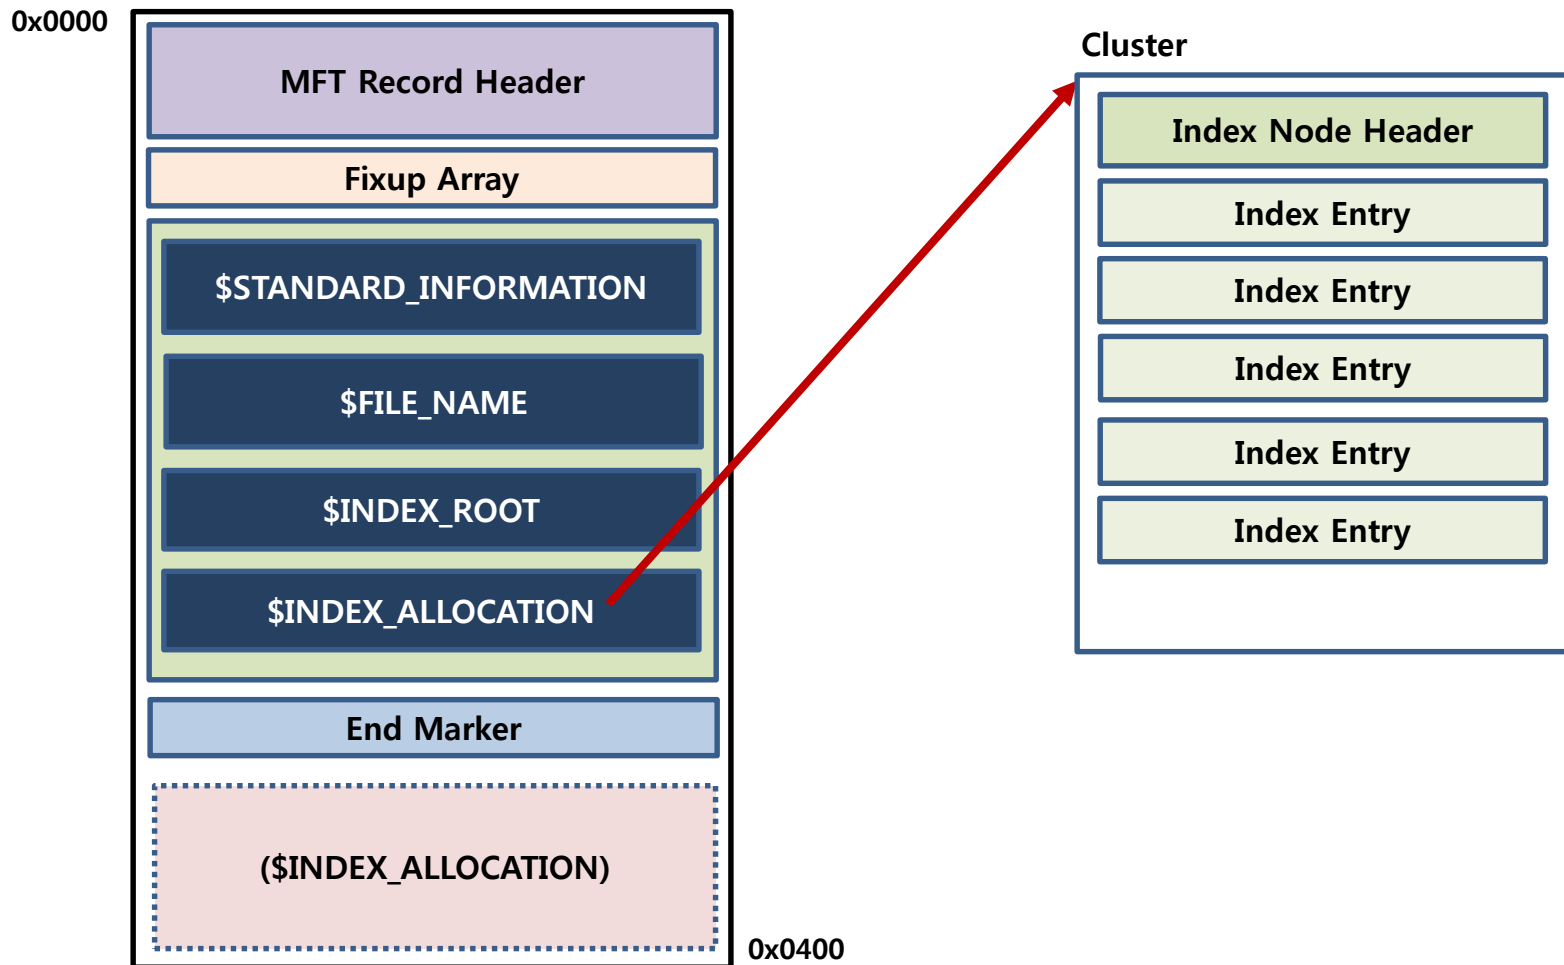 0x0000
MFT Record Header
Fixup Array
$STANDARD_INFORMATION
$FILE_NAME
$INDEX_ROOT
$INDEX_ALLOCATION
End Marker
($INDEX_ALLOCATION)
0x0400
Cluster
Index Node Header
Index Entry
Index Entry
Index Entry
Index Entry
Index Entry